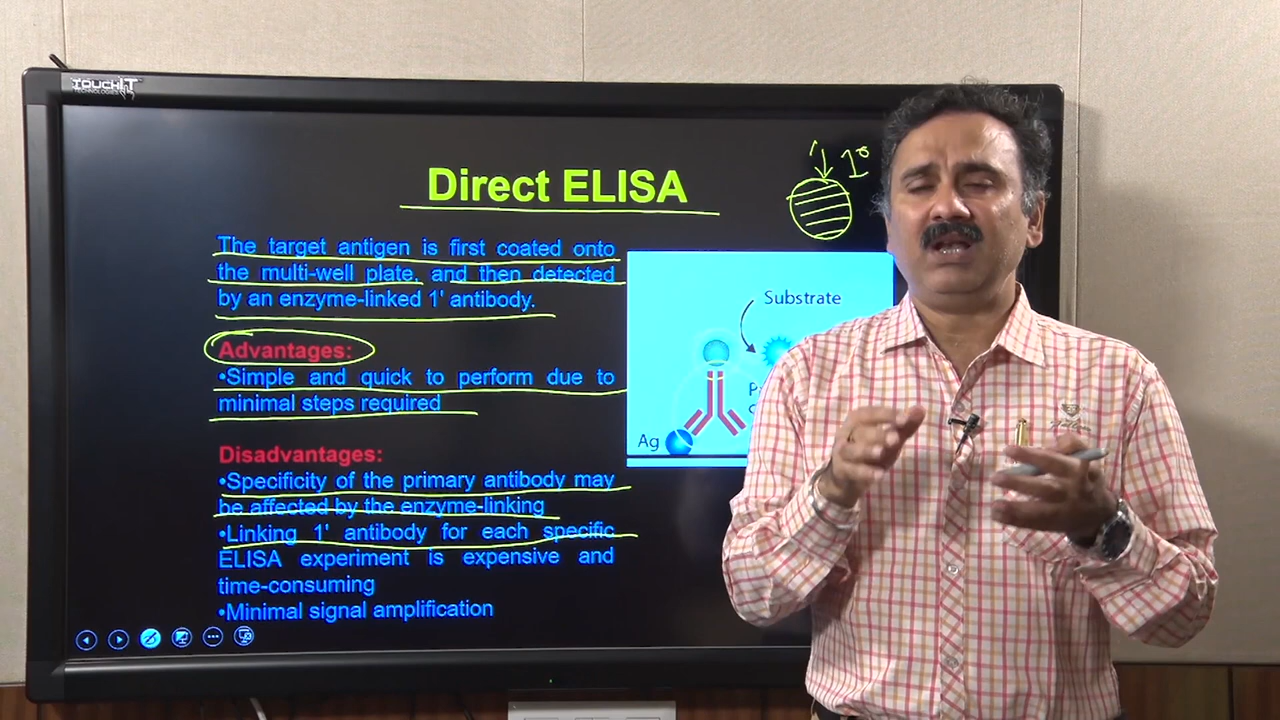 TOUCHIT
TECHNOLOGIES
Direct ELISA
1°
The target antigen is first coated onto
the multi-well plate, and then detected
by an enzyme-linked 1' antibody.
Advantages:
•Simple and quick to perform due to
minimal steps required
Disadvantages:
•Specificity of the primary antibody may
be affected by the enzyme-linking
•Linking 1' antibody for each specific
ELISA experiment is expensive and
time-consuming
•Minimal signal amplification
Substrate
Ag